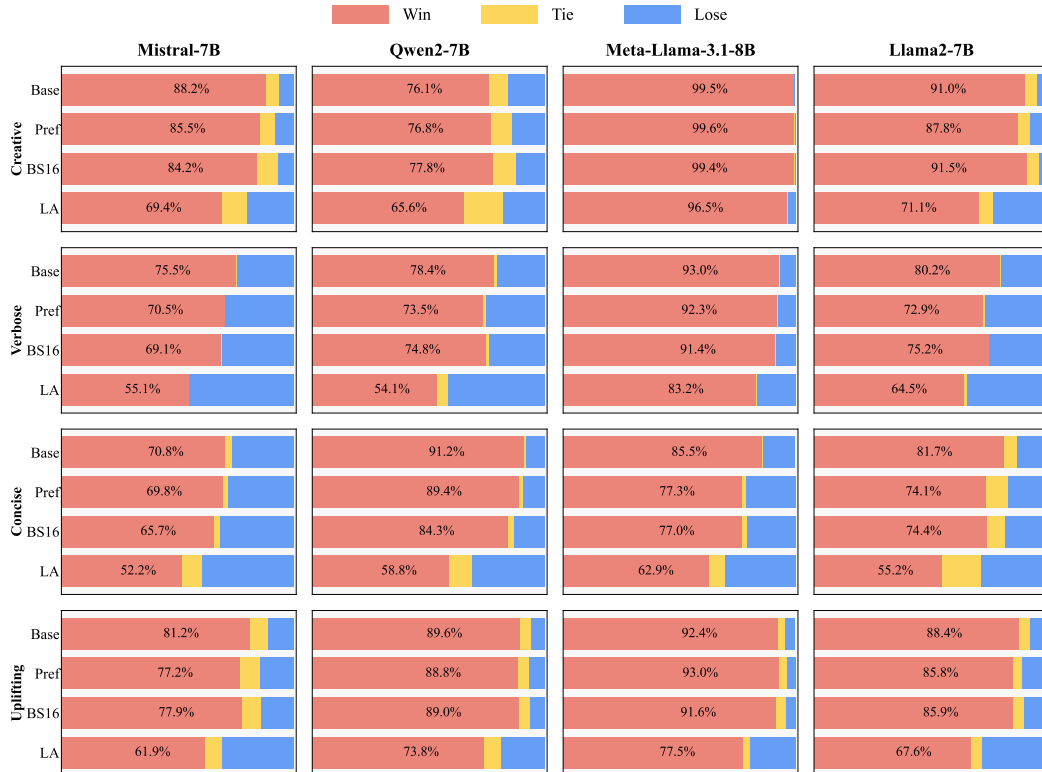 Win Tie Lose
Mistral-7B Qwen2-7B Meta-Llama-3.1-8B Llama2-7B
Creative
Base 88.2% 76.1% 99.5% 91.0%
Pref 85.5% 76.8% 99.6% 87.8%
BS16 84.2% 77.8% 99.4% 91.5%
LA 69.4% 65.6% 96.5% 71.1%
Verbose
Base 75.5% 78.4% 93.0% 80.2%
Pref 70.5% 73.5% 92.3% 72.9%
BS16 69.1% 74.8% 91.4% 75.2%
LA 55.1% 54.1% 83.2% 64.5%
Concise
Base 70.8% 91.2% 85.5% 81.7%
Pref 69.8% 89.4% 77.3% 74.1%
BS16 65.7% 84.3% 77.0% 74.4%
LA 52.2% 58.8% 62.9% 55.2%
Uplifting
Base 81.2% 89.6% 92.4% 88.4%
Pref 77.2% 88.8% 93.0% 85.8%
BS16 77.9% 89.0% 91.6% 85.9%
LA 61.9% 73.8% 77.5% 67.6%